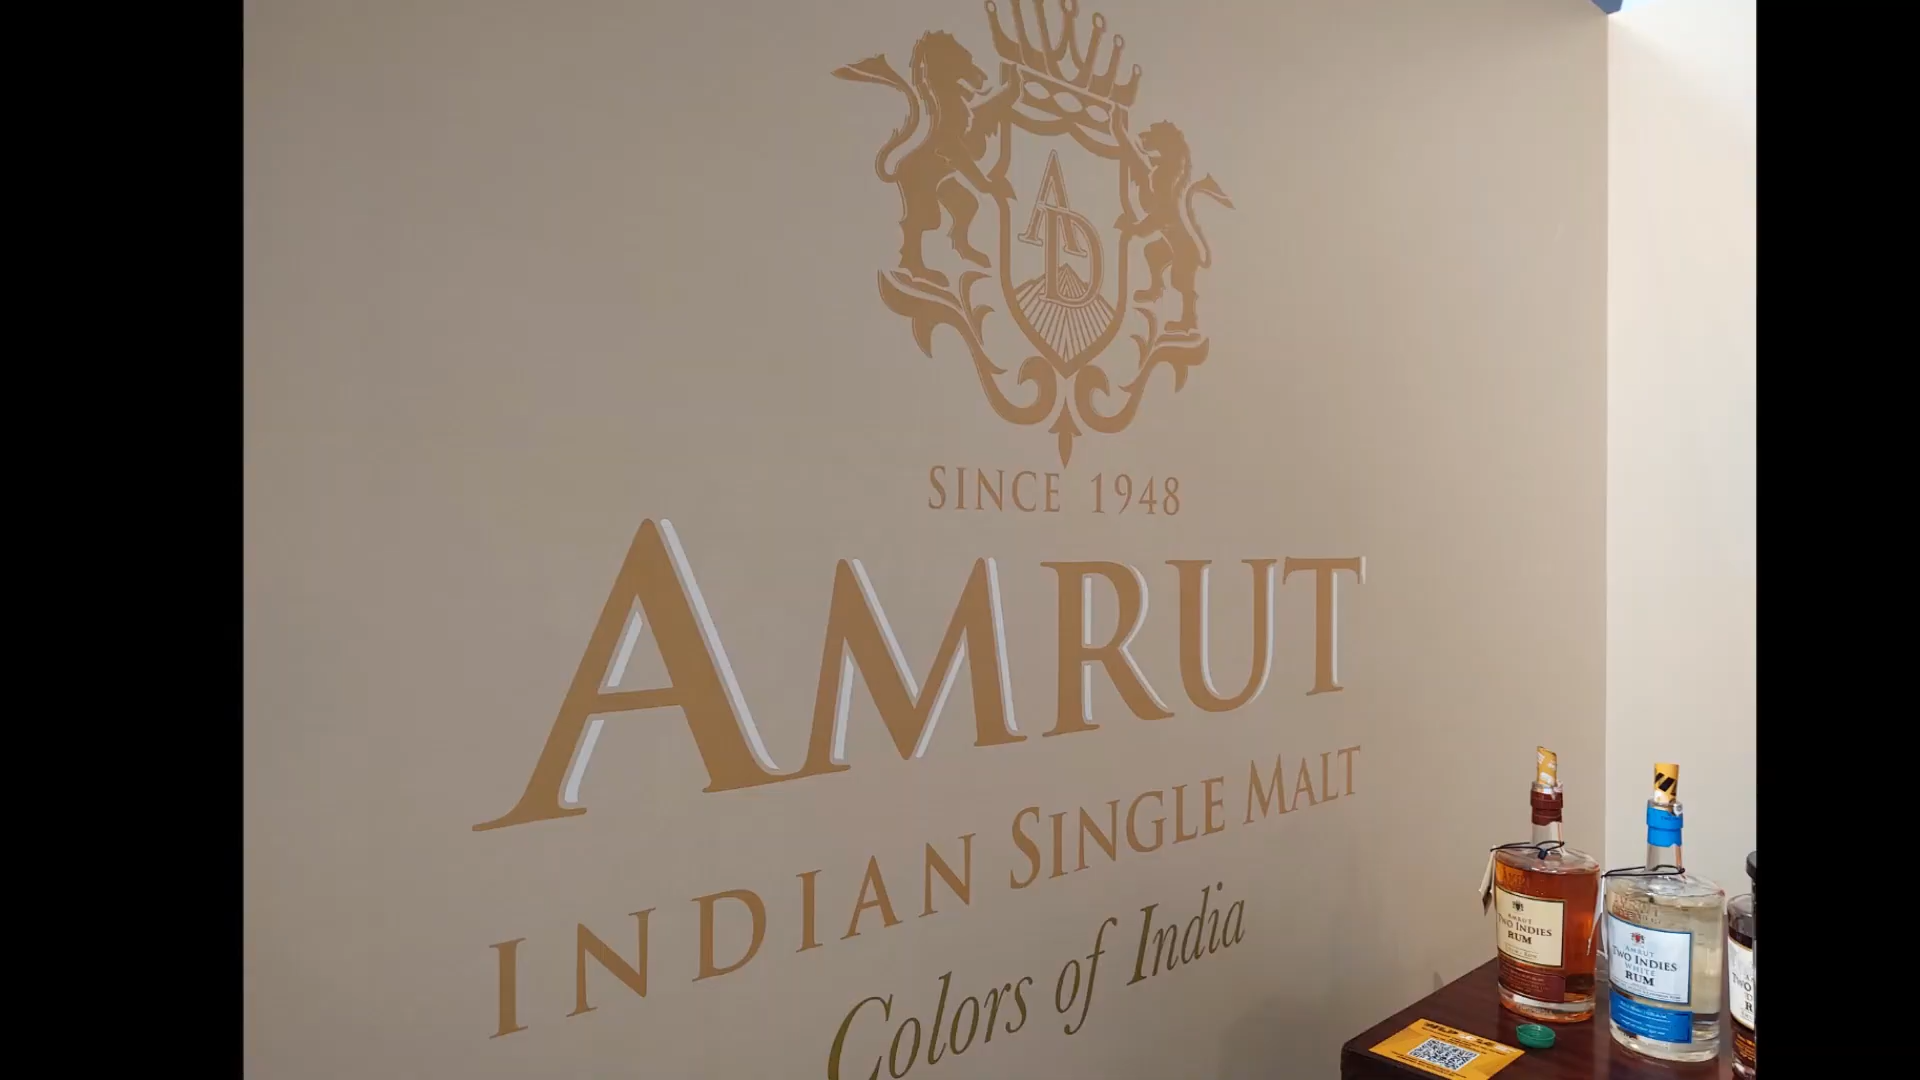 AD
SINCE 1948
AMRUT
INDIAN SINGLE MALT
Colors of India
AMRUT
TWO INDIES
RUM
AMRUT
TWO INDIES
WHITE
RUM